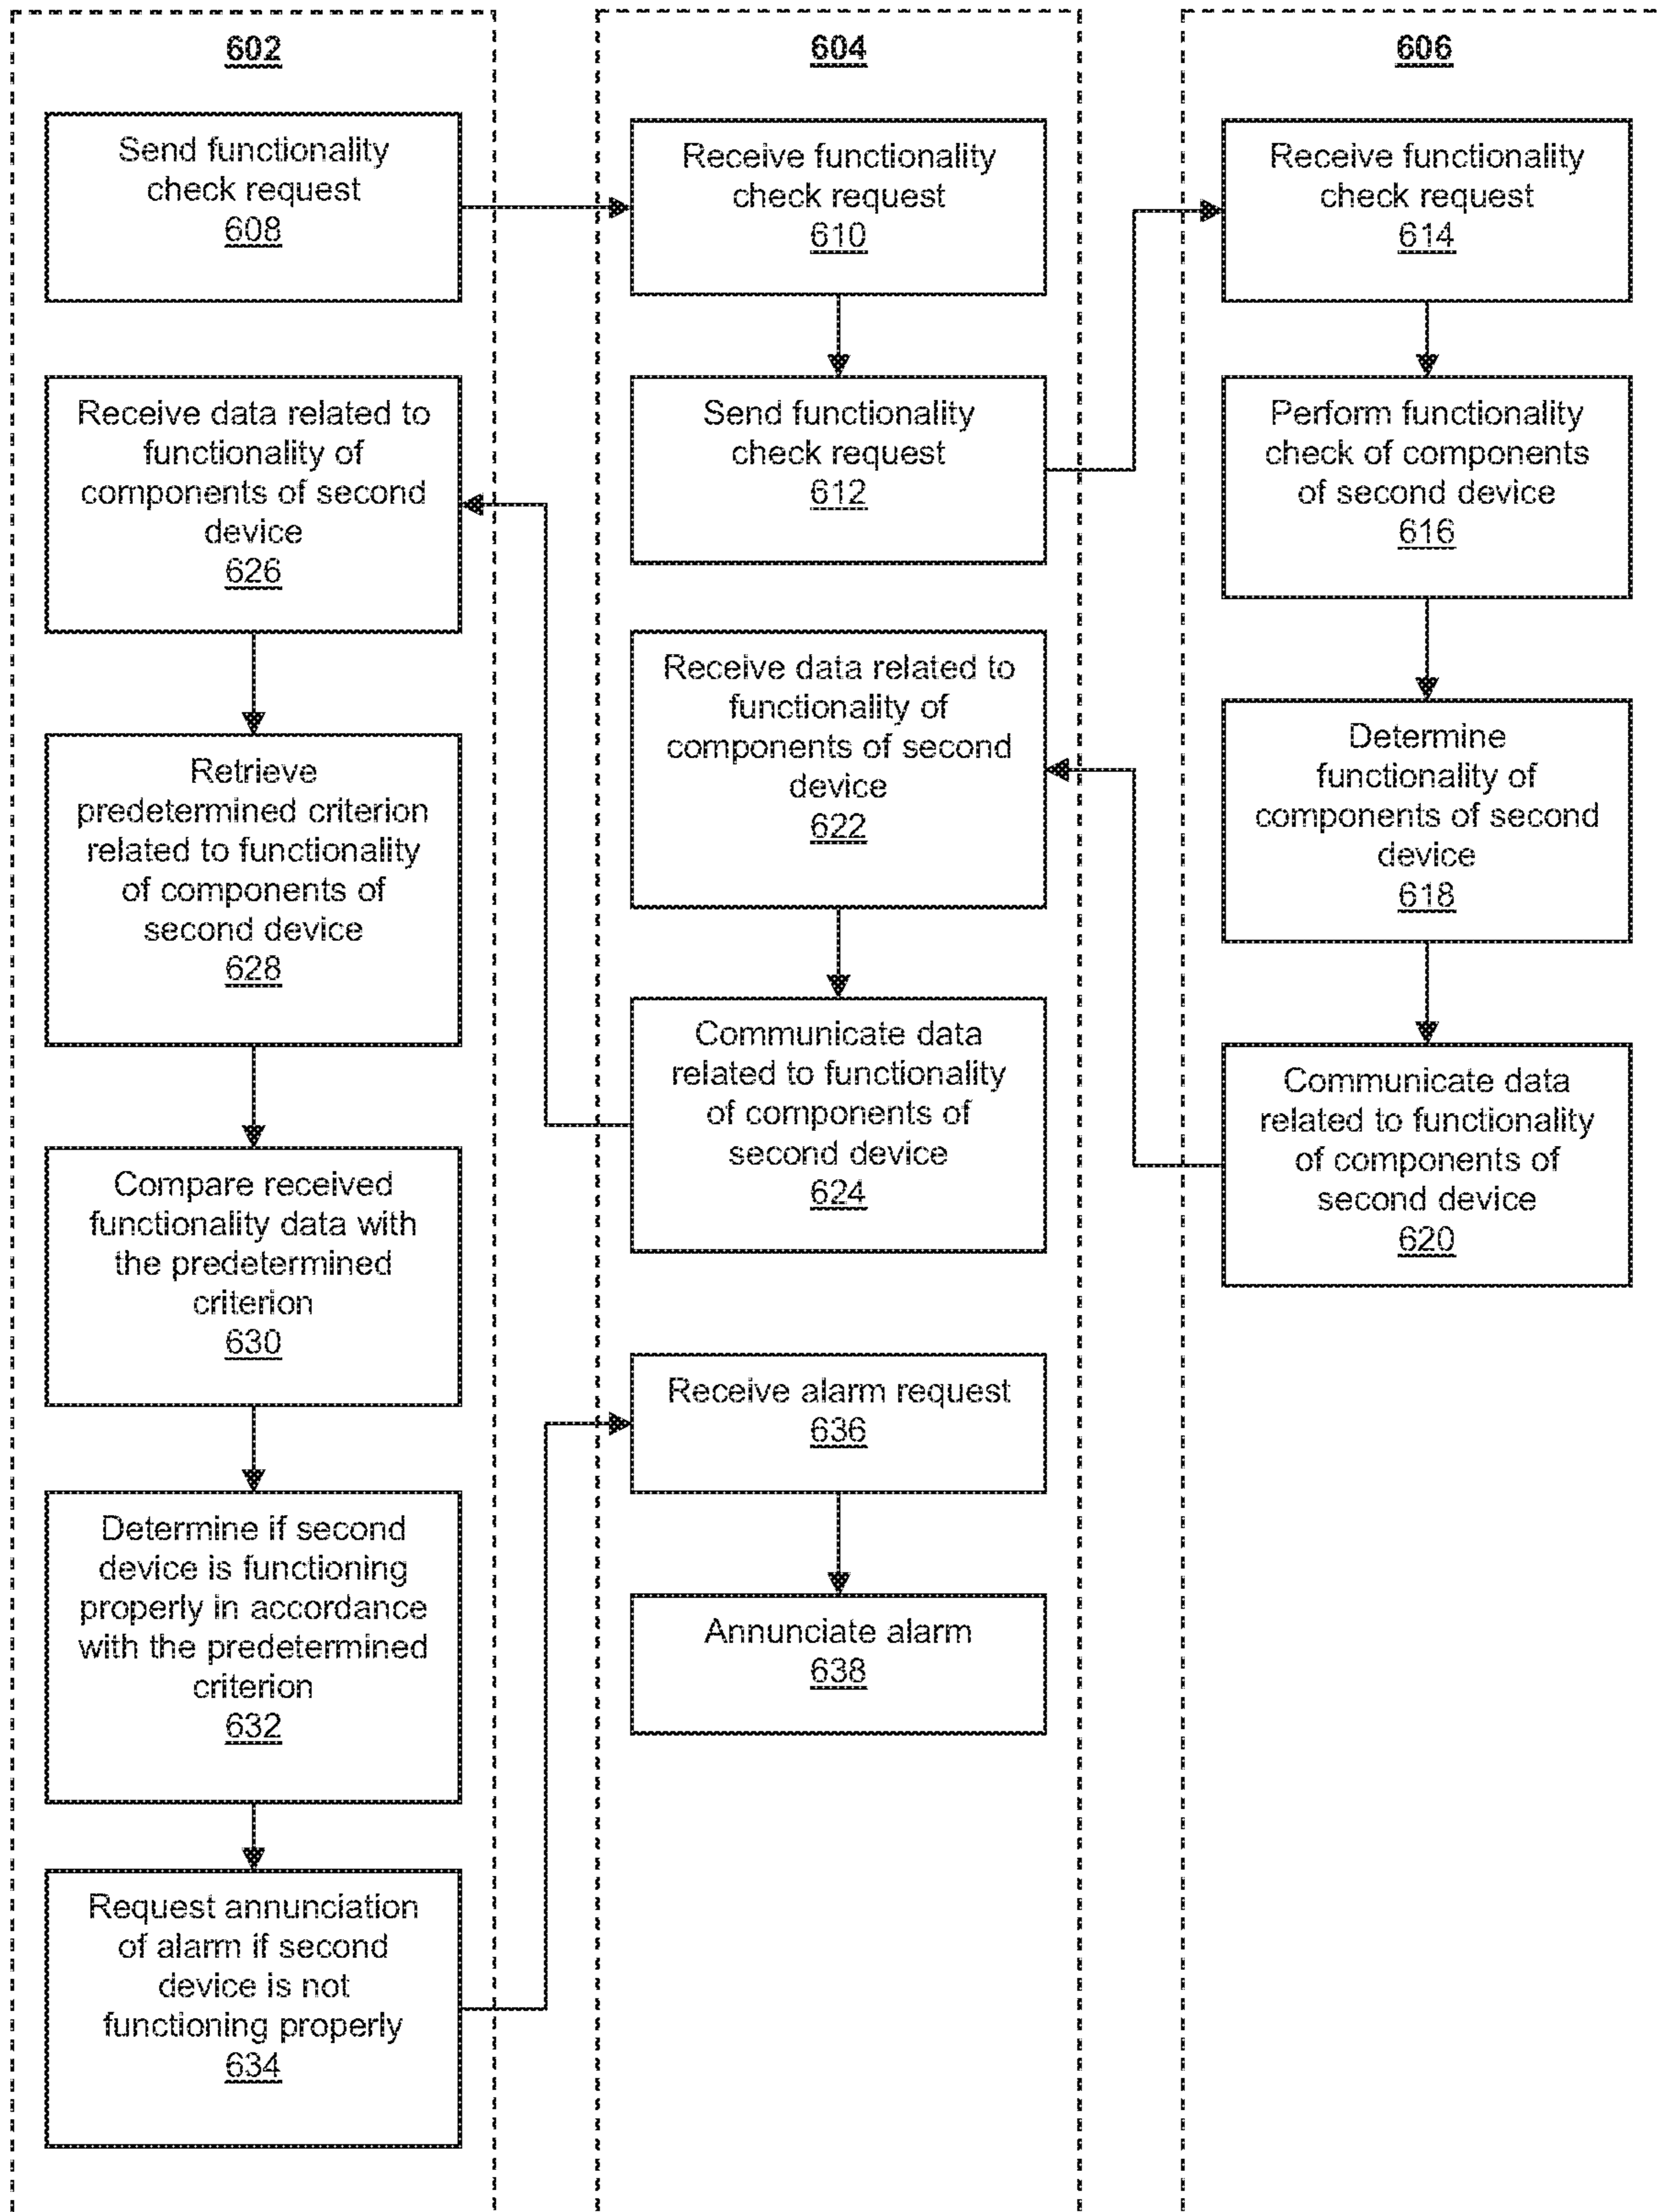 602
Send functionality
check request
608
Receive data related to
functionality of
components of second
device
626
Retrieve
predetermined criterion
related to functionality
of components of
second device
628
Compare received
functionality data with
the predetermined
criterion
630
Determine if second
device is functioning
properly in accordance
with the predetermined
criterion
632
Request annunciation
of alarm if second
device is not
functioning properly
634
604
Receive functionality
check request
610
Send functionality
check request
612
Receive data related to
functionality of
components of second
device
622
Communicate data
related to functionality
of components of
second device
624
Receive alarm request
636
Annunciate alarm
638
606
Receive functionality
check request
614
Perform functionality
check of components
of second device
616
Determine
functionality of
components of second
device
618
Communicate data
related to functionality
of components of
second device
620